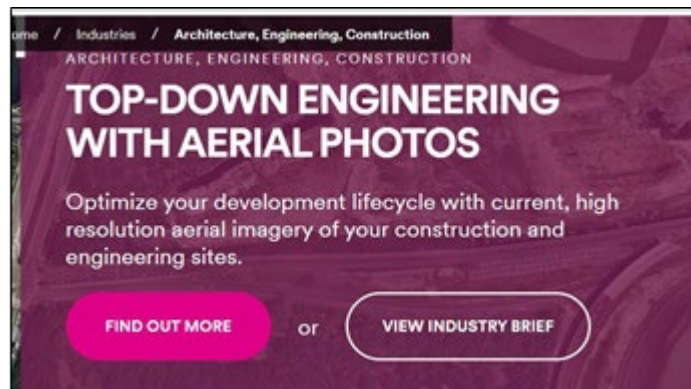 ome / Industries / Architecture, Engineering, Construction
ARCHITECTURE, ENGINEERING, CONSTRUCTION
TOP-DOWN ENGINEERING
WITH AERIAL PHOTOS
Optimize your development lifecycle with current, high
resolution aerial imagery of your construction and
engineering sites.
FIND OUT MORE or VIEW INDUSTRY BRIEF